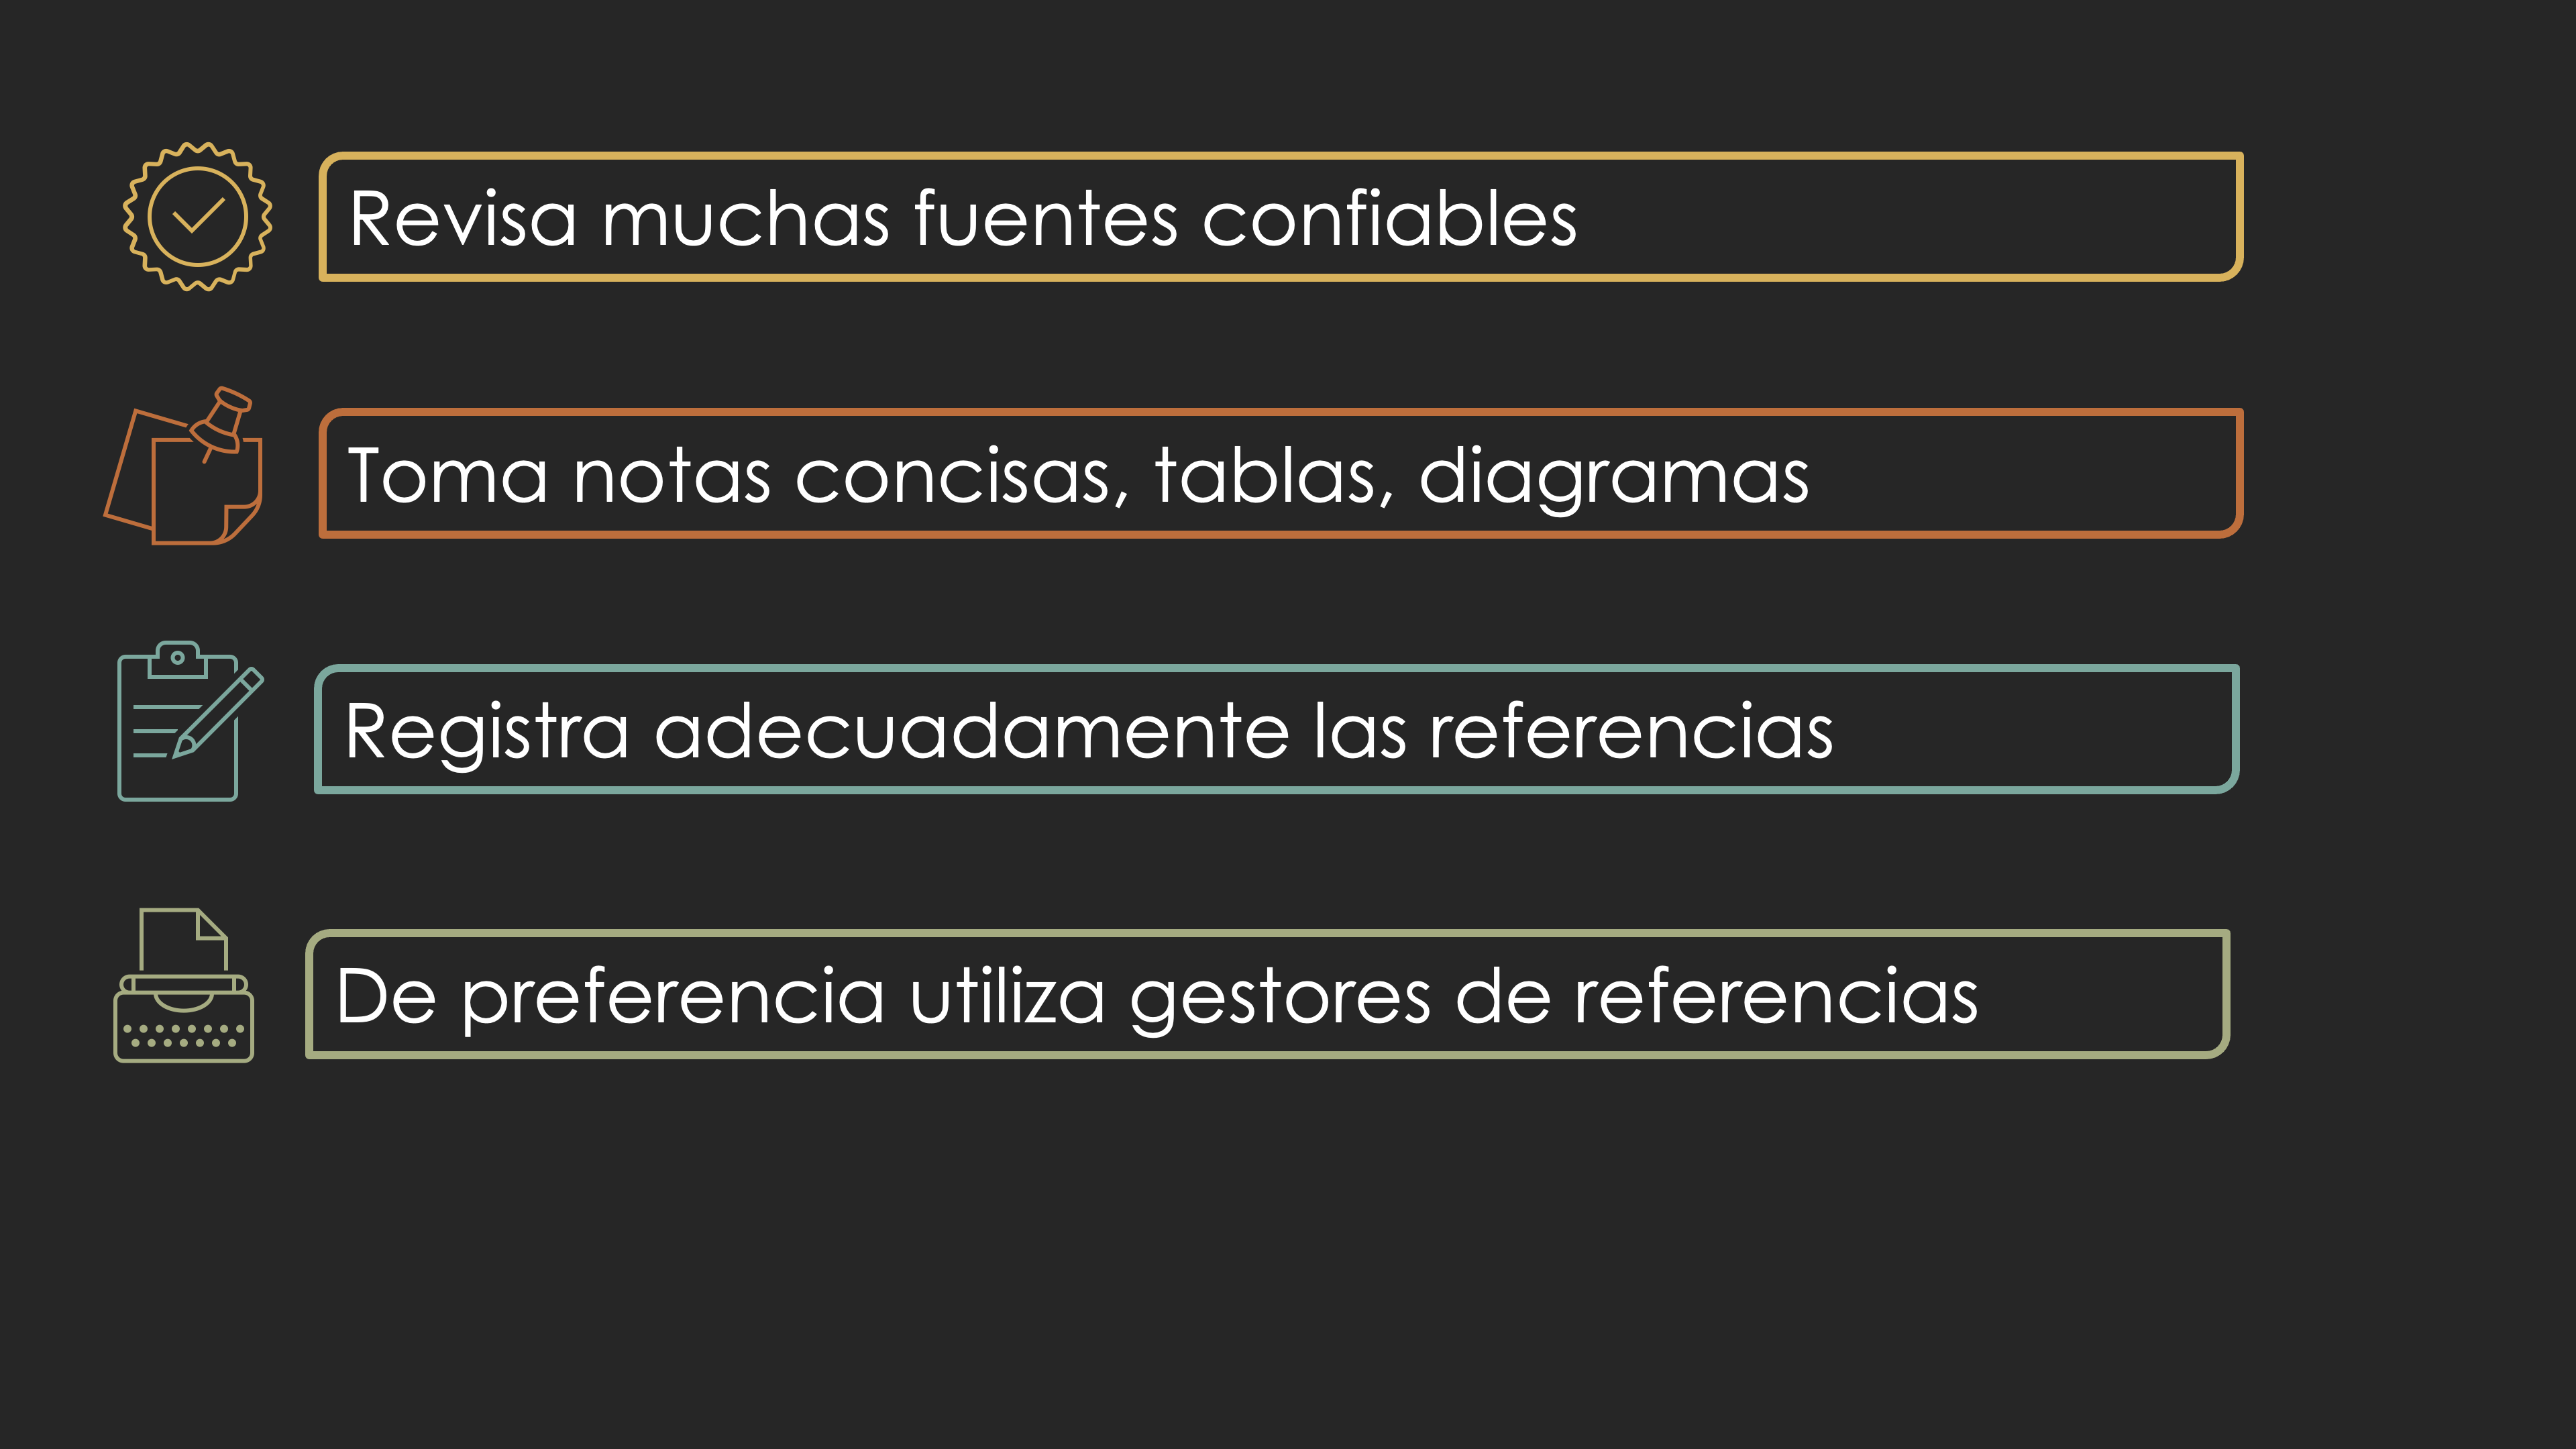 Revisa muchas fuentes confiables
Toma notas concisas, tablas, diagramas
Registra adecuadamente las referencias
De preferencia utiliza gestores de referencias